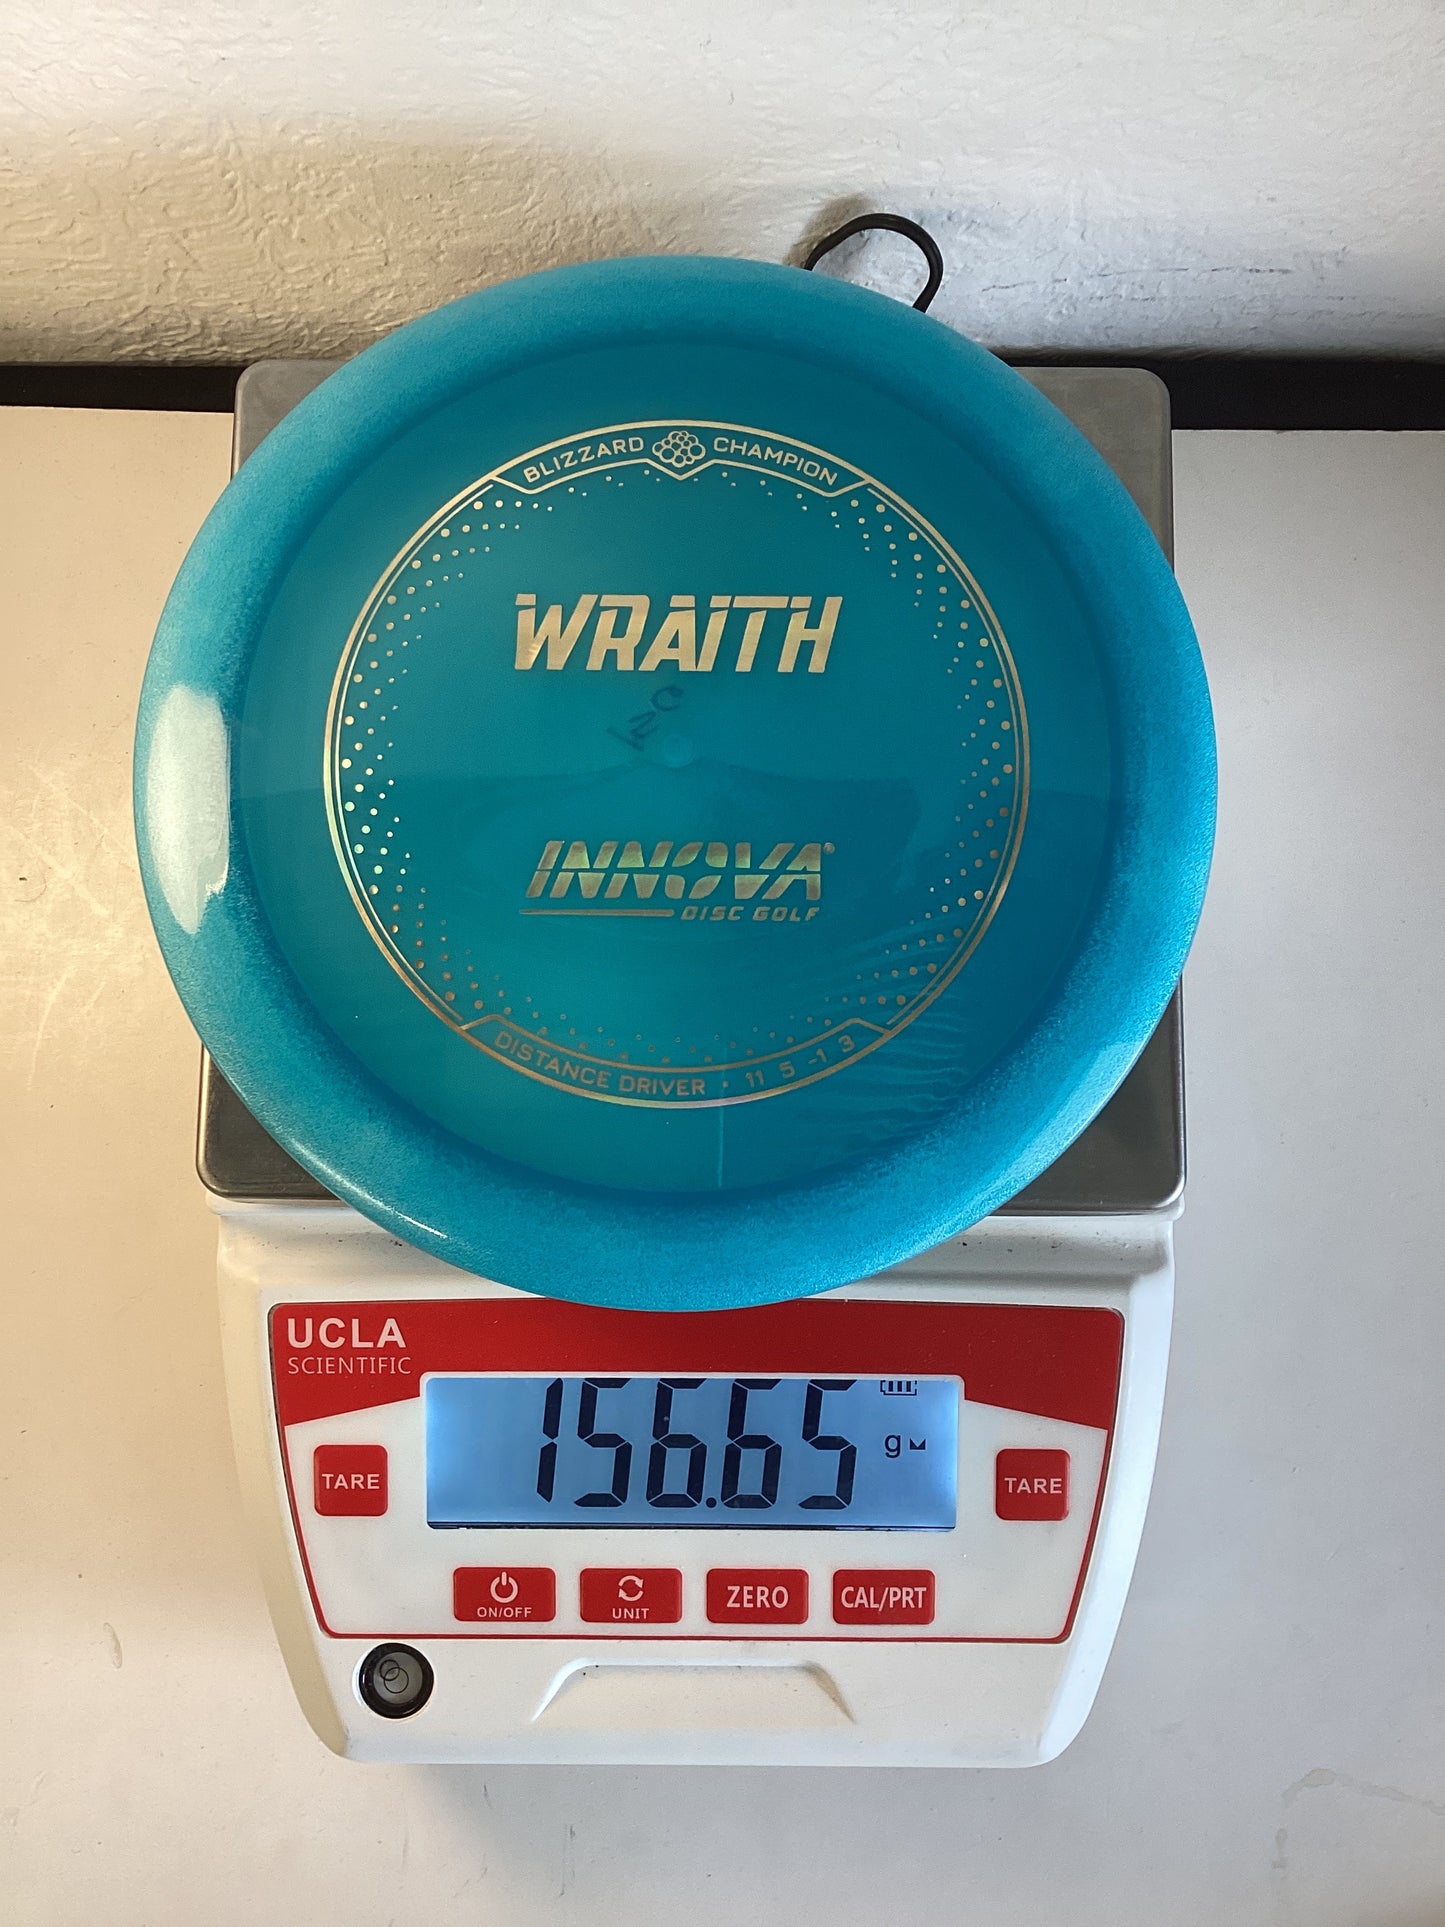 BLIZZARD CHAMPION
WRAITH
INNOVA
DISC GOLF
DISTANCE DRIVER • 11 5 -1 3
UCLA
SCIENTIFIC
156.65 g
TARE
TARE
ON/OFF
UNIT
ZERO
CAL/PRT